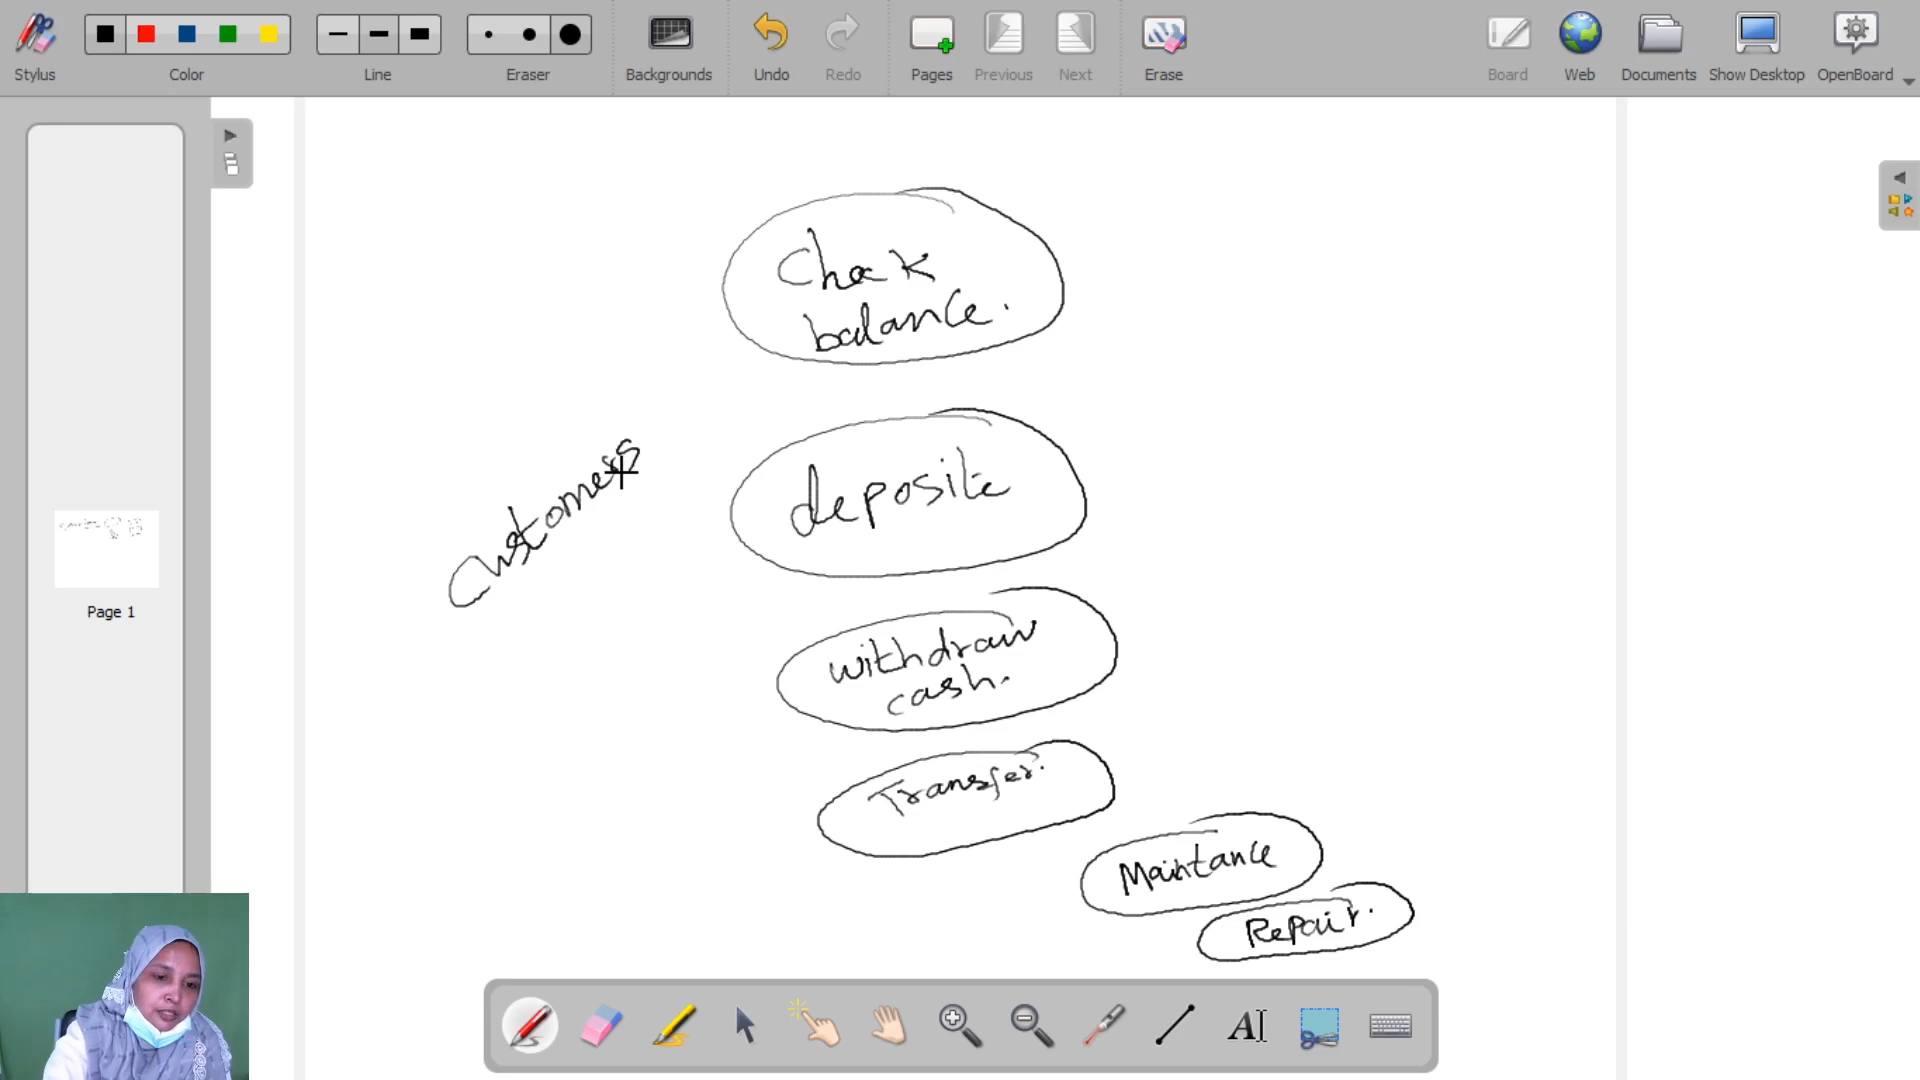 Stylus
Color
Line
Eraser
Backgrounds
Undo
Redo
Pages
Previous
Next
Erase
Board
Web
Documents
Show Desktop
OpenBoard
Check
balance.
Customers
deposite
withdraw
cash.
Transfer.
Maintance
Repair.
Page 1